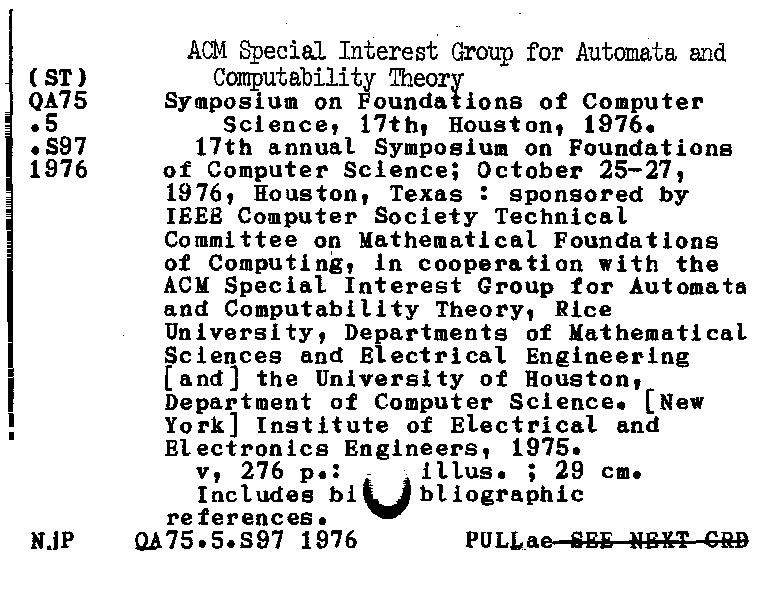 ACM Special Interest Group for Automata and
(ST) Computability Theory
QA75 Symposium on Foundations of Computer
.5 Science, 17th, Houston, 1976.
.S97 17th annual Symposium on Foundations
1976 of Computer Science; October 25-27,
1976, Houston, Texas : sponsored by
IEEE Computer Society Technical
Committee on Mathematical Foundations
of Computing, in cooperation with the
ACM Special Interest Group for Automata
and Computability Theory, Rice
University, Departments of Mathematical
Sciences and Electrical Engineering
[and] the University of Houston,
Department of Computer Science. [New
York] Institute of Electrical and
Electronics Engineers, 1975.
v, 276 p.: illus. ; 29 cm.
Includes bi bliographic
references.
NjP QA75.5.S97 1976 PULLae SEE NEXT CRD